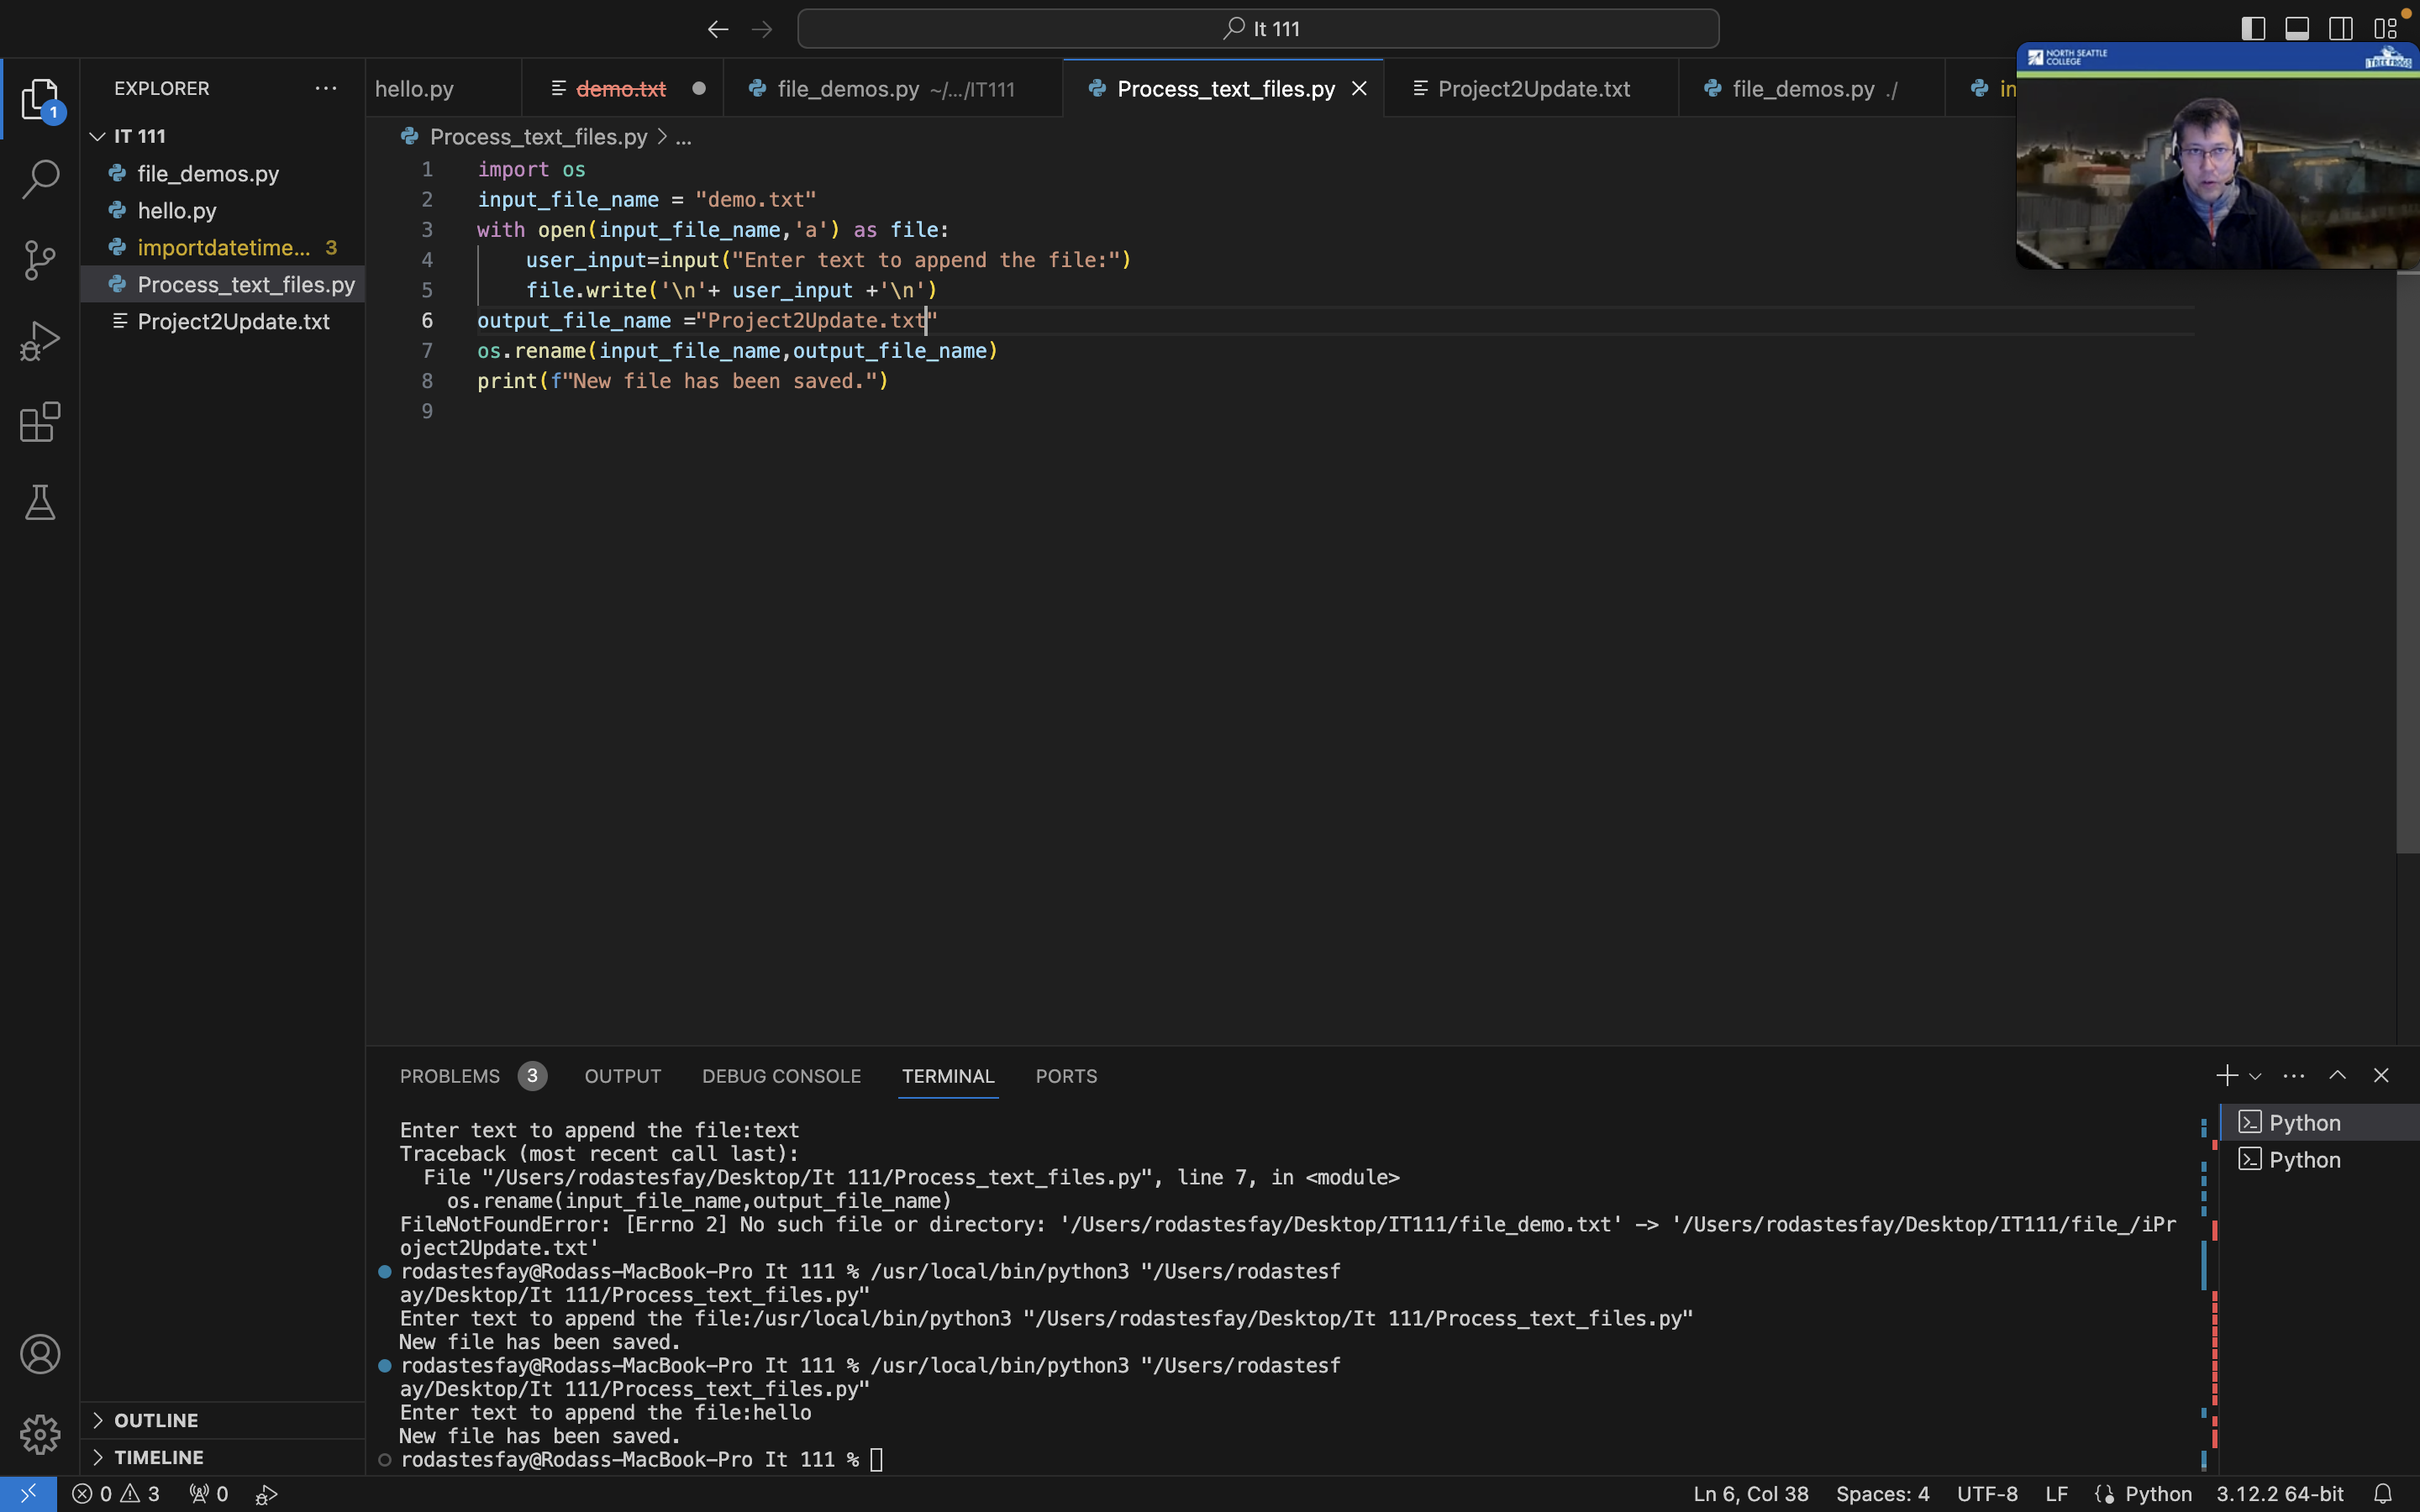 It 111
NORTH SEATTLE
COLLEGE
EXPLORER
1
IT 111
file_demos.py
hello.py
importdatetime... 3
Process_text_files.py
Project2Update.txt
OUTLINE
TIMELINE
hello.py demo.txt file_demos.py ~/.../IT111 Process_text_files.py Project2Update.txt file_demos.py ./ in
Process_text_files.py > ...
1 import os
2 input_file_name = "demo.txt"
3 with open(input_file_name,'a') as file:
4 user_input=input("Enter text to append the file:")
5 file.write('\n'+ user_input +'\n')
6 output_file_name ="Project2Update.txt"
7 os.rename(input_file_name,output_file_name)
8 print(f"New file has been saved.")
9
PROBLEMS 3 OUTPUT DEBUG CONSOLE TERMINAL PORTS
Enter text to append the file:text
Traceback (most recent call last):
File "/Users/rodastesfay/Desktop/It 111/Process_text_files.py", line 7, in <module>
os.rename(input_file_name,output_file_name)
FileNotFoundError: [Errno 2] No such file or directory: '/Users/rodastesfay/Desktop/IT111/file_demo.txt' -> '/Users/rodastesfay/Desktop/IT111/file_/iPr
oject2Update.txt'
rodastesfay@Rodass-MacBook-Pro It 111 % /usr/local/bin/python3 "/Users/rodastesf
ay/Desktop/It 111/Process_text_files.py"
Enter text to append the file:/usr/local/bin/python3 "/Users/rodastesfay/Desktop/It 111/Process_text_files.py"
New file has been saved.
rodastesfay@Rodass-MacBook-Pro It 111 % /usr/local/bin/python3 "/Users/rodastesf
ay/Desktop/It 111/Process_text_files.py"
Enter text to append the file:hello
New file has been saved.
rodastesfay@Rodass-MacBook-Pro It 111 %
Python
Python
0 3 0 Ln 6, Col 38 Spaces: 4 UTF-8 LF Python 3.12.2 64-bit